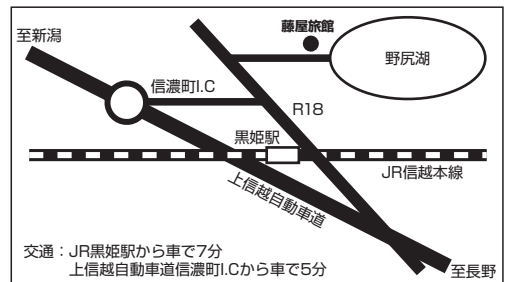 至新潟
藤屋旅館
野尻湖
信濃町I.C
R18
黒姫駅
JR信越本線
上信越自動車道
交通：JR黒姫駅から車で7分
上信越自動車道信濃町I.Cから車で5分
至長野